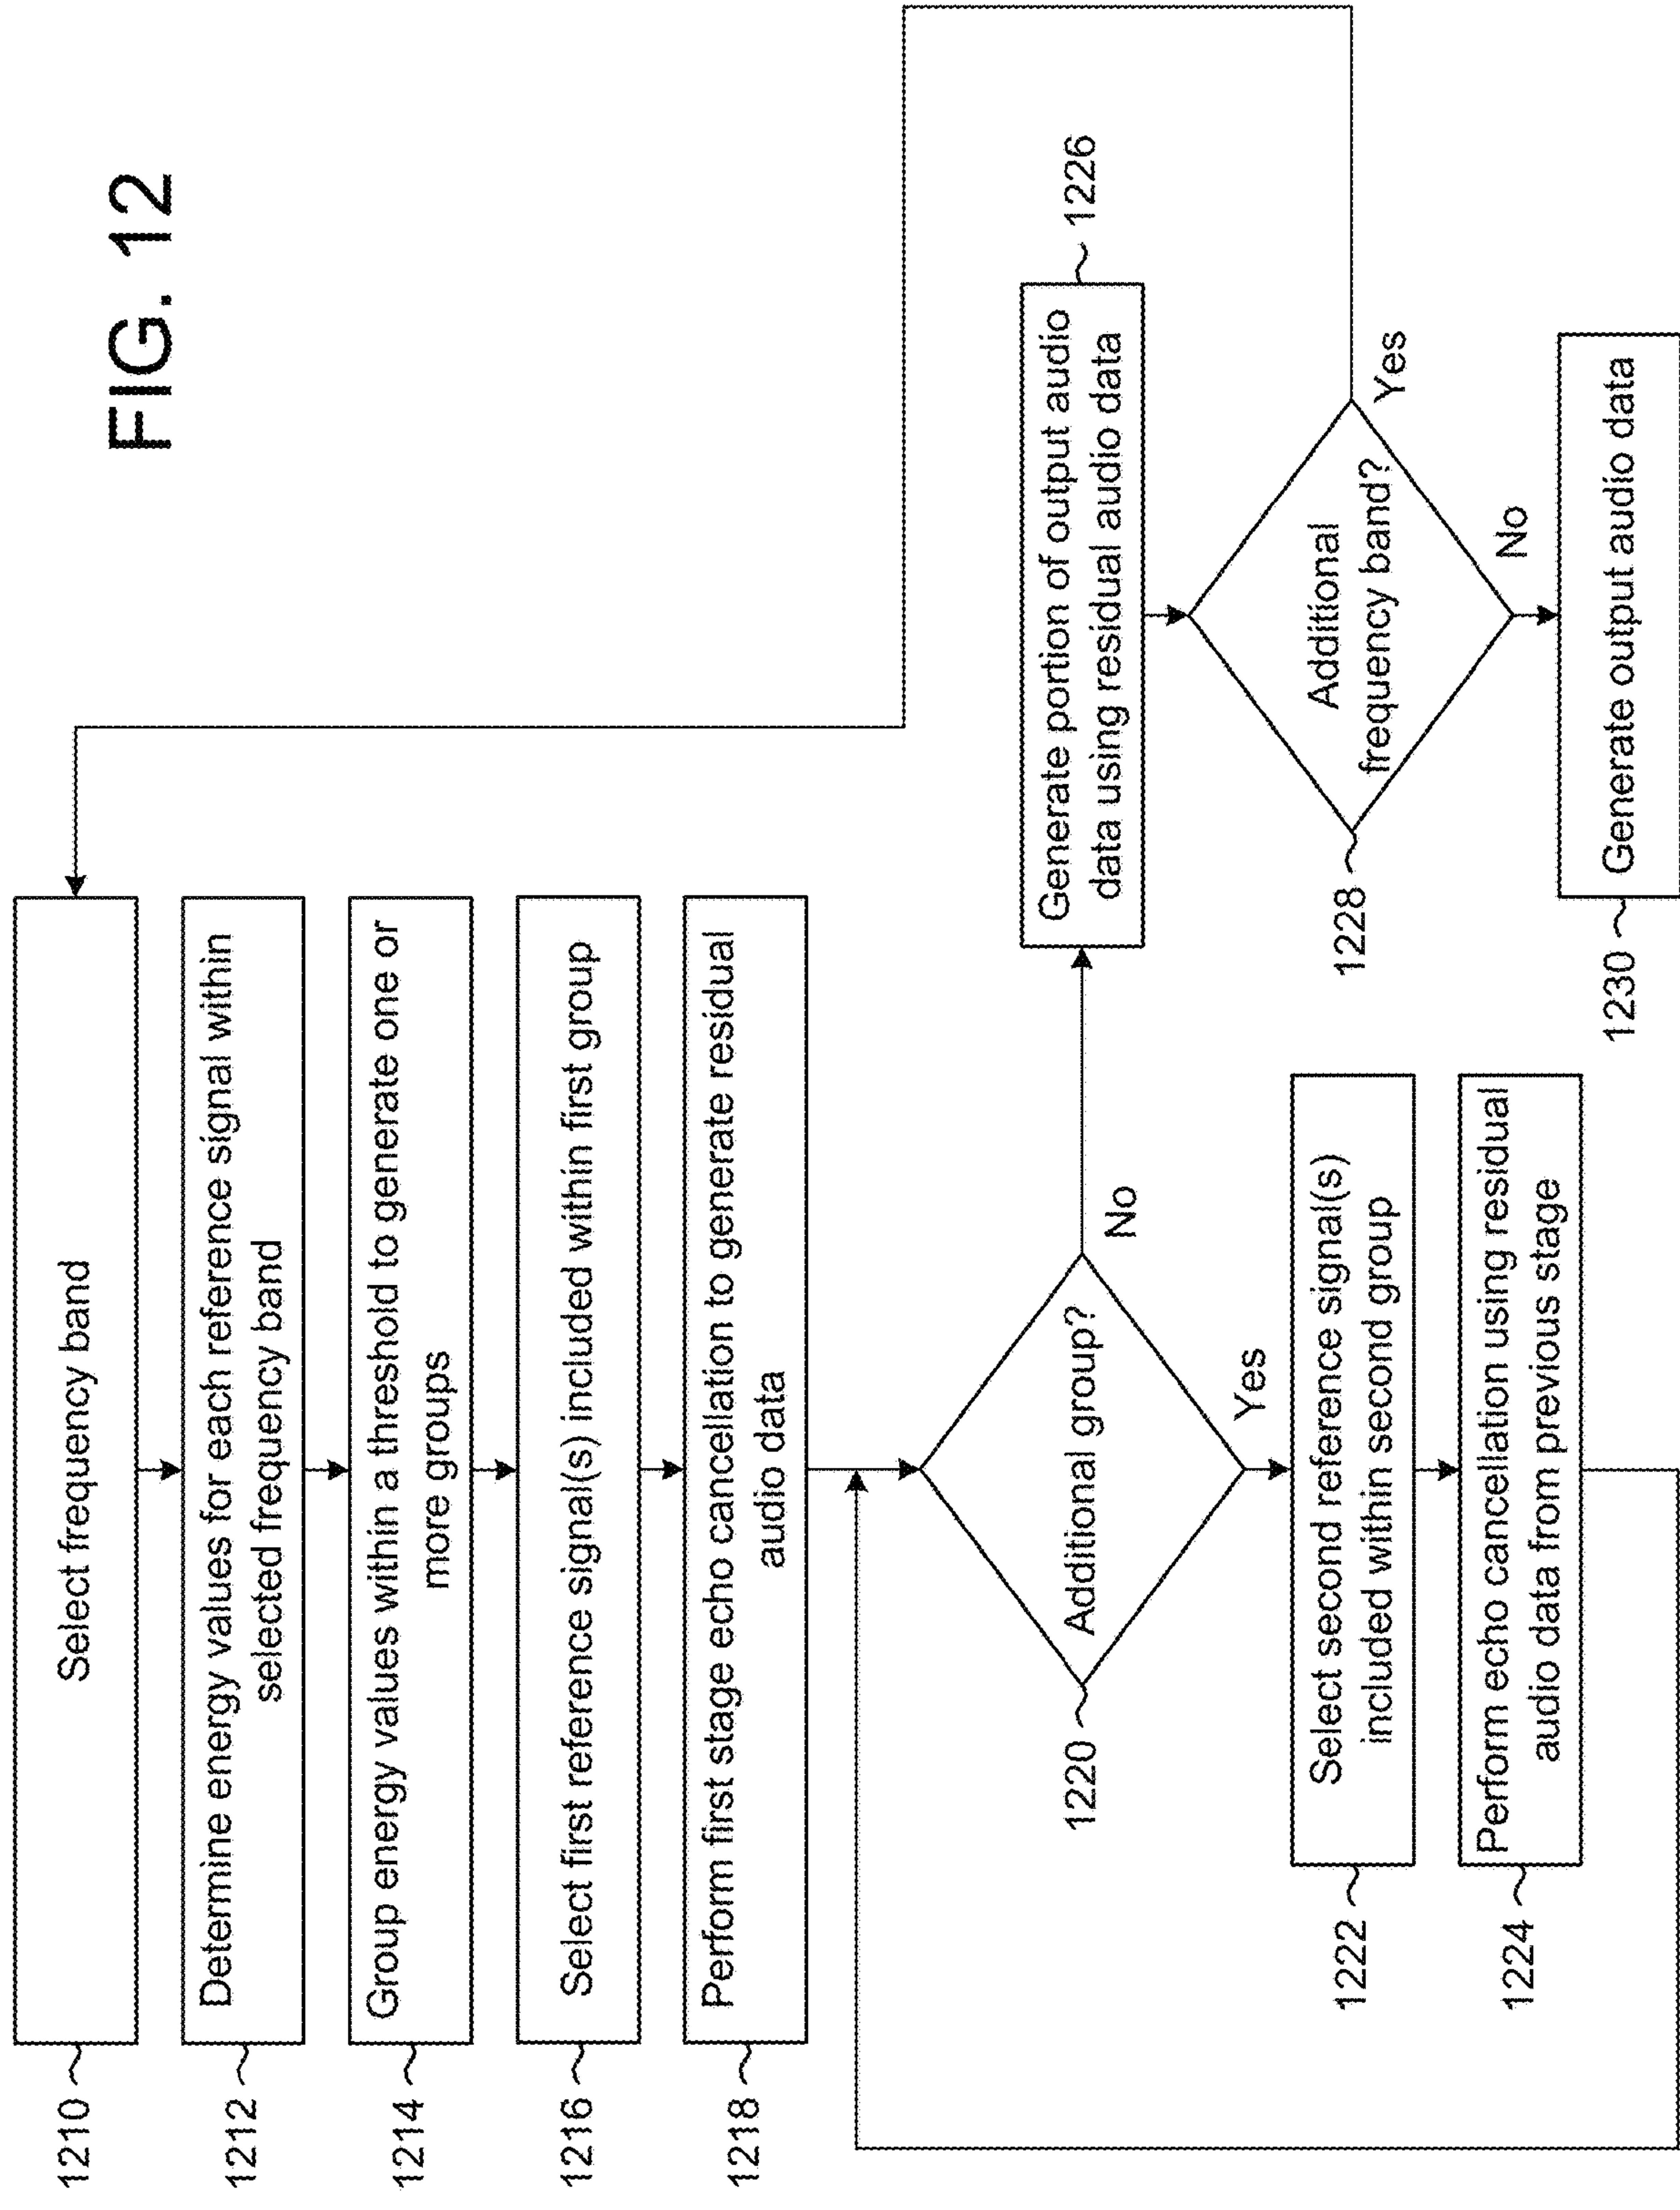 FIG. 12
1210
Select frequency band
1212
Determine energy values for each reference signal within
selected frequency band
1214
Group energy values within a threshold to generate one or
more groups
1216
Select first reference signal(s) included within first group
1218
Perform first stage echo cancellation to generate residual
audio data
1220
Additional group?
No
Yes
1222
Select second reference signal(s)
included within second group
1224
Perform echo cancellation using residual
audio data from previous stage
1226
Generate portion of output audio
data using residual audio data
1228
Additional
frequency band?
Yes
No
1230
Generate output audio data